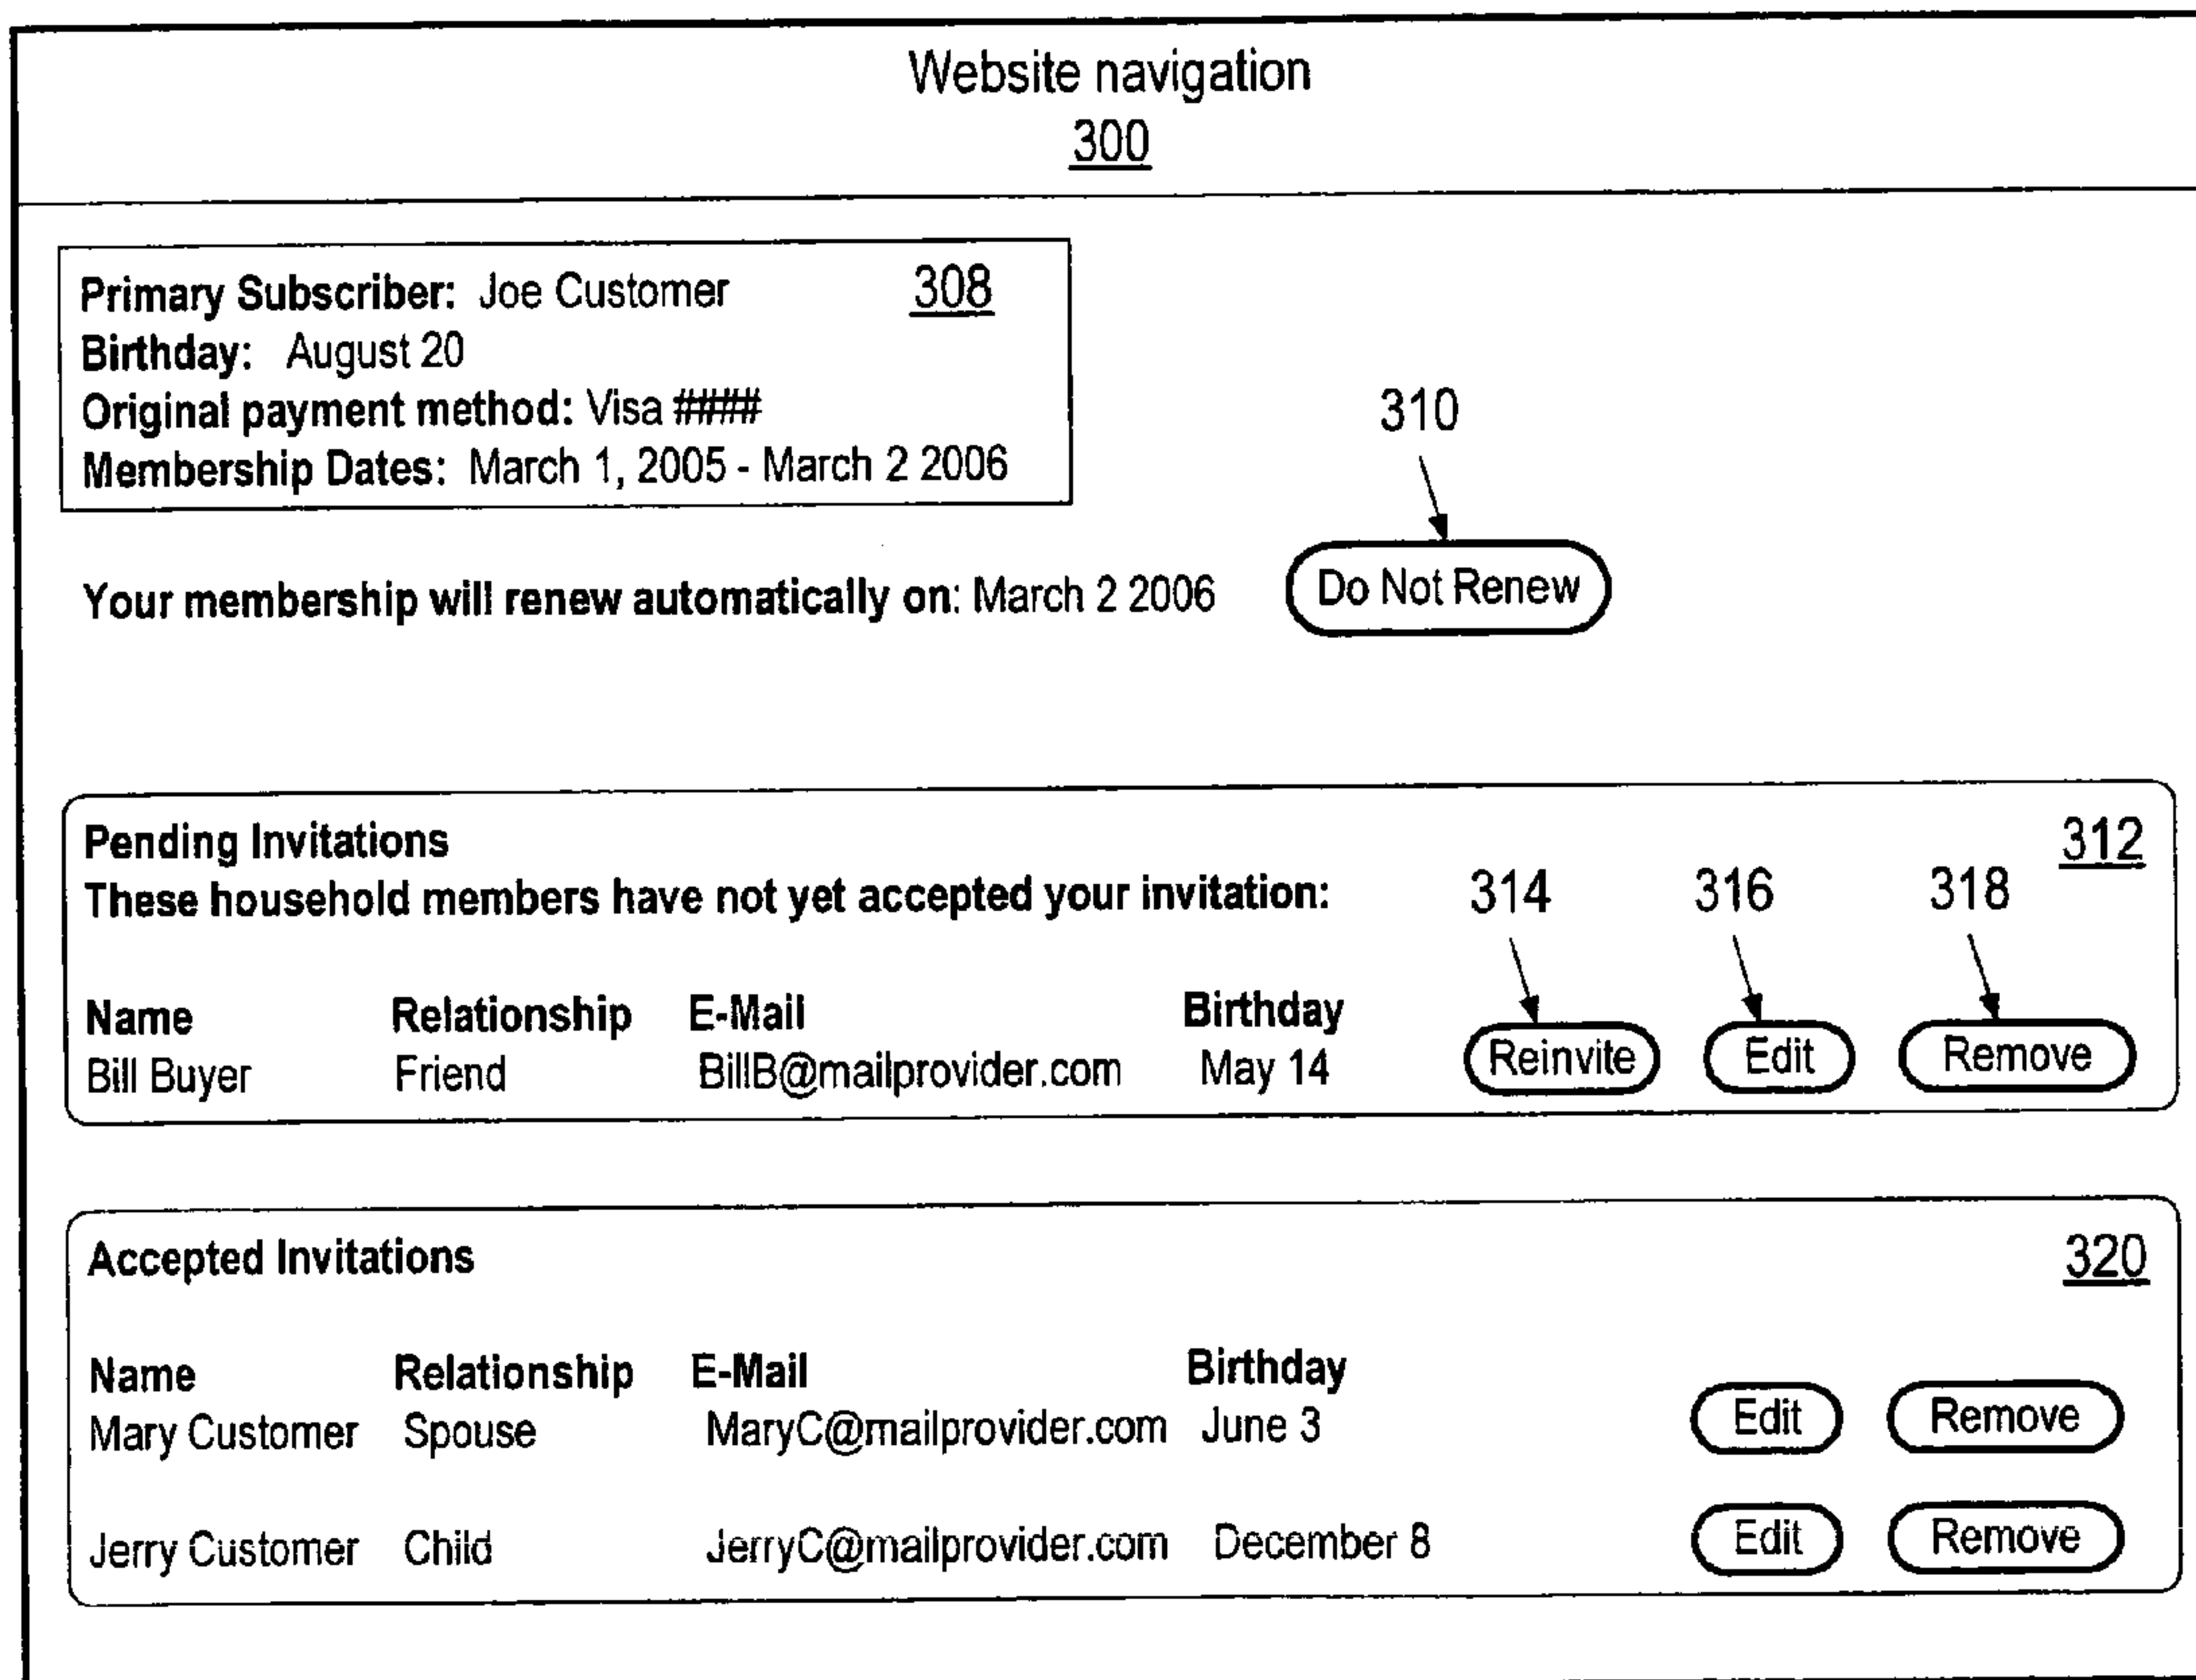 Website navigation
300
Primary Subscriber: Joe Customer 308
Birthday: August 20
Original payment method: Visa ####
Membership Dates: March 1, 2005 - March 2 2006
310
Your membership will renew automatically on: March 2 2006 Do Not Renew
Pending Invitations 312
These household members have not yet accepted your invitation: 314 316 318
Name Relationship E-Mail Birthday
Bill Buyer Friend BillB@mailprovider.com May 14 Reinvite Edit Remove
Accepted Invitations 320
Name Relationship E-Mail Birthday
Mary Customer Spouse MaryC@mailprovider.com June 3 Edit Remove
Jerry Customer Child JerryC@mailprovider.com December 8 Edit Remove